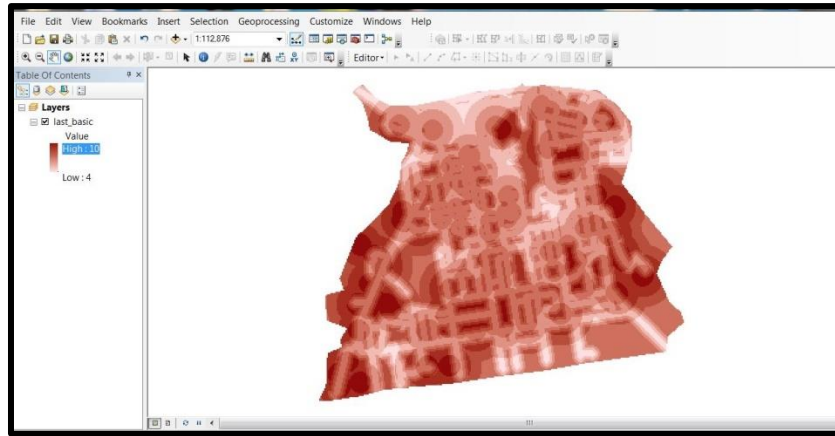 File Edit View Bookmarks Insert Selection Geoprocessing Customize Windows Help
1:112,876
Editor
Table Of Contents
Layers
last_basic
Value
High : 10
Low : 4